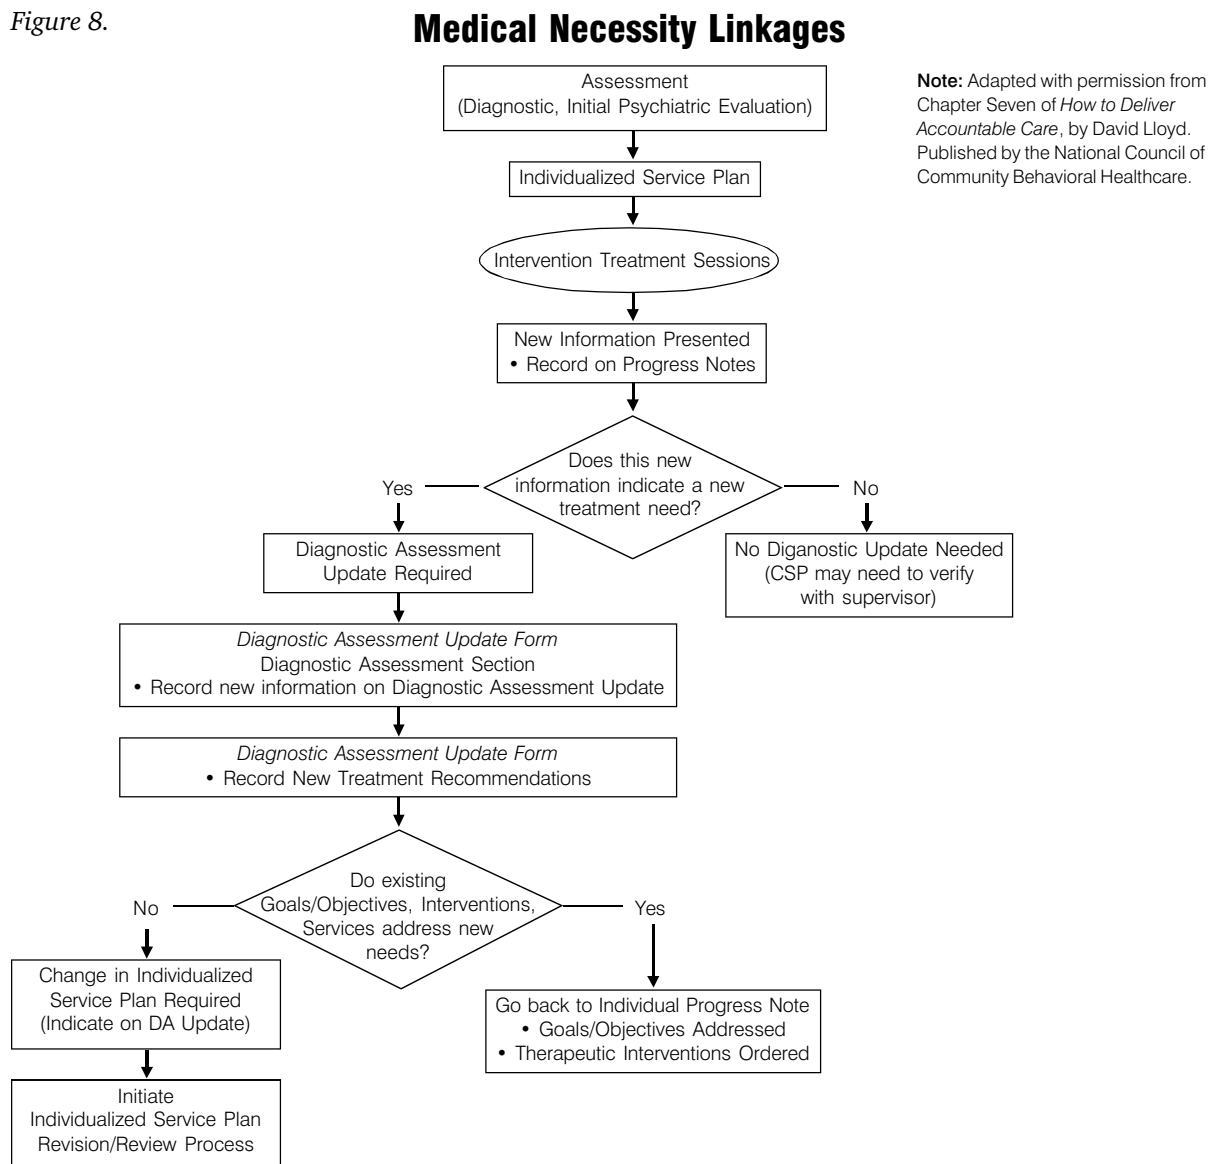 Figure 8.
Medical Necessity Linkages
Assessment
(Diagnostic, Initial Psychiatric Evaluation)
Note: Adapted with permission from
Chapter Seven of How to Deliver
Accountable Care, by David Lloyd.
Published by the National Council of
Community Behavioral Healthcare.
Individualized Service Plan
Intervention Treatment Sessions
New Information Presented
• Record on Progress Notes
Does this new
information indicate a new
treatment need?
Yes
No
Diagnostic Assessment
Update Required
No Diganostic Update Needed
(CSP may need to verify
with supervisor)
Diagnostic Assessment Update Form
Diagnostic Assessment Section
• Record new information on Diagnostic Assessment Update
Diagnostic Assessment Update Form
• Record New Treatment Recommendations
Do existing
Goals/Objectives, Interventions,
Services address new
needs?
No
Yes
Change in Individualized
Service Plan Required
(Indicate on DA Update)
Go back to Individual Progress Note
• Goals/Objectives Addressed
• Therapeutic Interventions Ordered
Initiate
Individualized Service Plan
Revision/Review Process